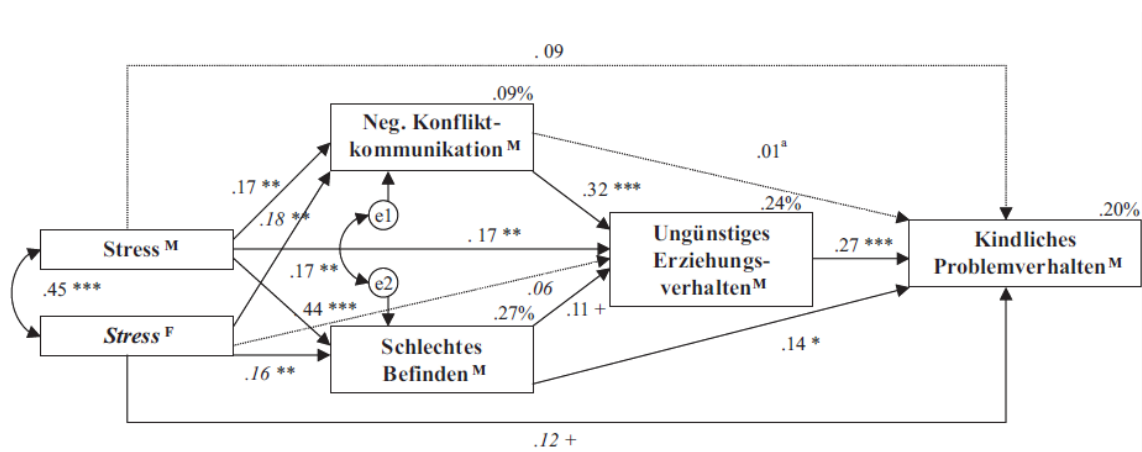 . 09
.09%
Neg. Konflikt-
kommunikation M
.01a
.17 **
.18 **
.32 ***
.24%
.20%
e1
Stress M
. 17 **
Ungünstiges
Erziehungs-
verhalten M
.27 ***
Kindliches
Problemverhalten M
.17 **
.45 ***
e2
.06
44 ***
.27%
.11 +
Stress F
Schlechtes
Befinden M
.14 *
.16 **
.12 +